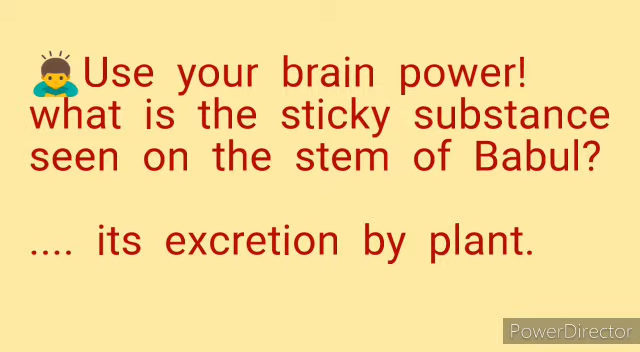 🙇Use your brain power!
what is the sticky substance
seen on the stem of Babul?
.... its excretion by plant.
PowerDirector